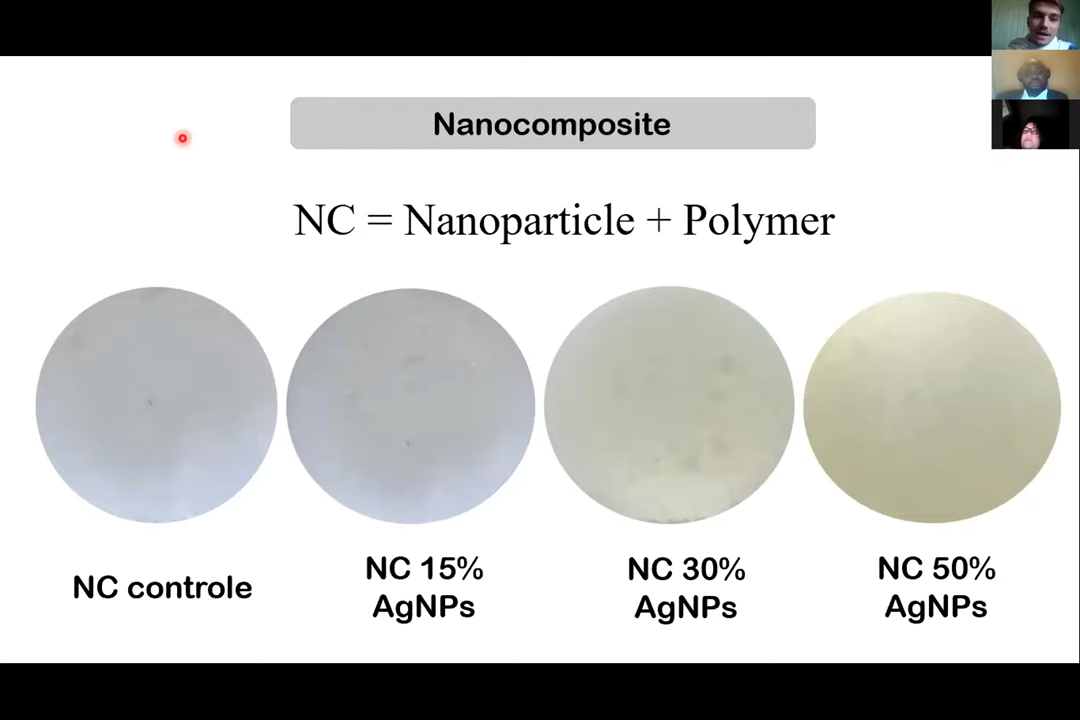 Nanocomposite
NC = Nanoparticle + Polymer
NC controle
NC 15%
AgNPs
NC 30%
AgNPs
NC 50%
AgNPs